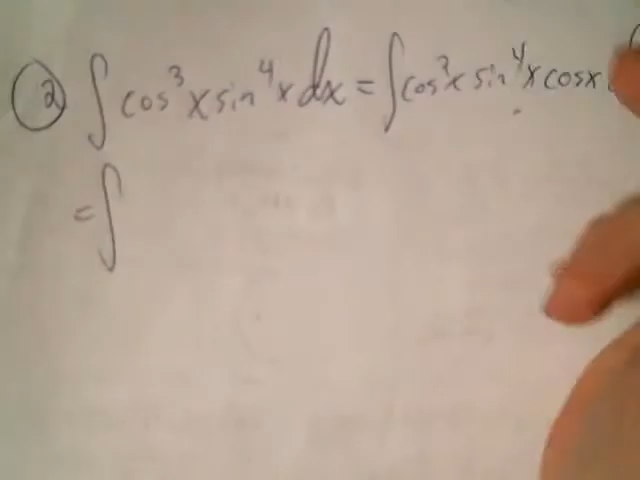 ② ∫ cos³x sin⁴x dx = ∫ cos²x sin⁴x cosx
= ∫